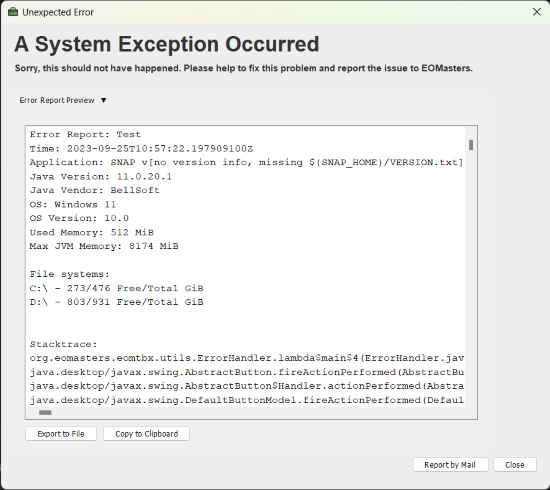 Unexpected Error
A System Exception Occurred
Sorry, this should not have happened. Please help to fix this problem and report the issue to EOMasters.
Error Report Preview ▼
Error Report: Test
Time: 2023-09-25T10:57:22.197909100Z
Application: SNAP v[no version info, missing ${SNAP_HOME}/VERSION.txt]
Java Version: 11.0.20.1
Java Vendor: BellSoft
OS: Windows 11
OS Version: 10.0
Used Memory: 512 MiB
Max JVM Memory: 8174 MiB
File systems:
C:\ - 273/476 Free/Total GiB
D:\ - 803/931 Free/Total GiB
Stacktrace:
org.eomasters.eomtbx.utils.ErrorHandler.lambda$main$4(ErrorHandler.jav
java.desktop/javax.swing.AbstractButton.fireActionPerformed(AbstractBu
java.desktop/javax.swing.AbstractButton$Handler.actionPerformed(Abstra
java.desktop/javax.swing.DefaultButtonModel.fireActionPerformed(Defaul
Export to File
Copy to Clipboard
Report by Mail
Close